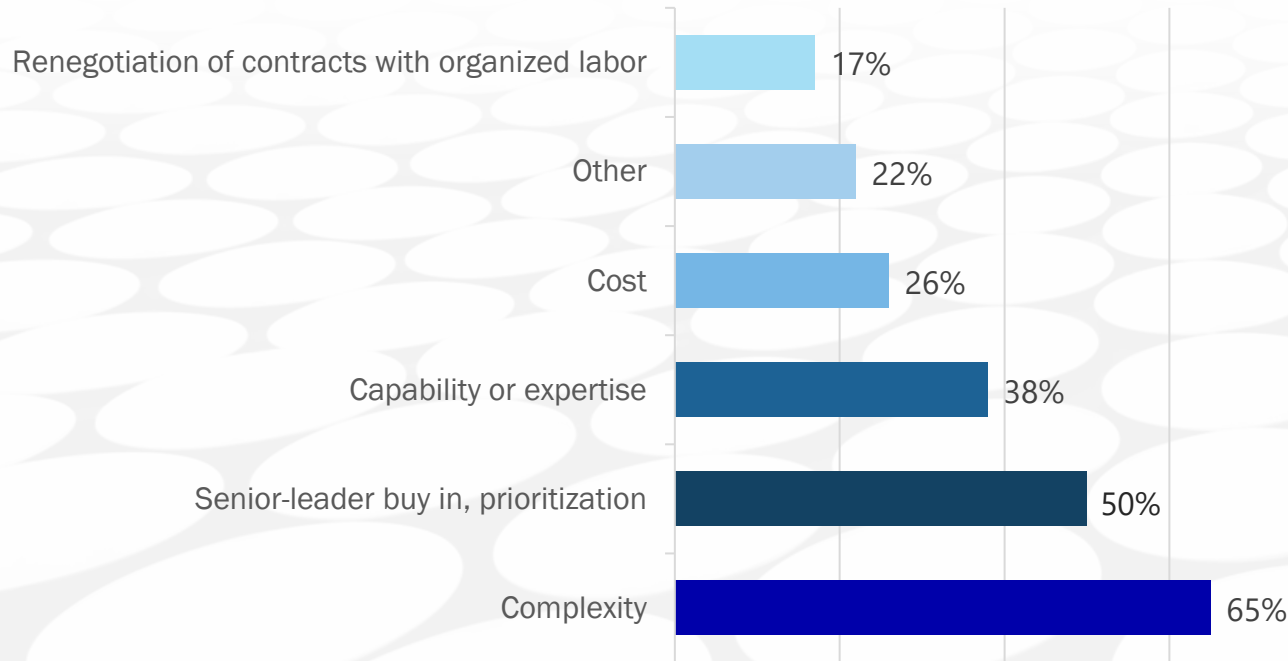 Renegotiation of contracts with organized labor 17%
Other 22%
Cost 26%
Capability or expertise 38%
Senior-leader buy in, prioritization 50%
Complexity 65%